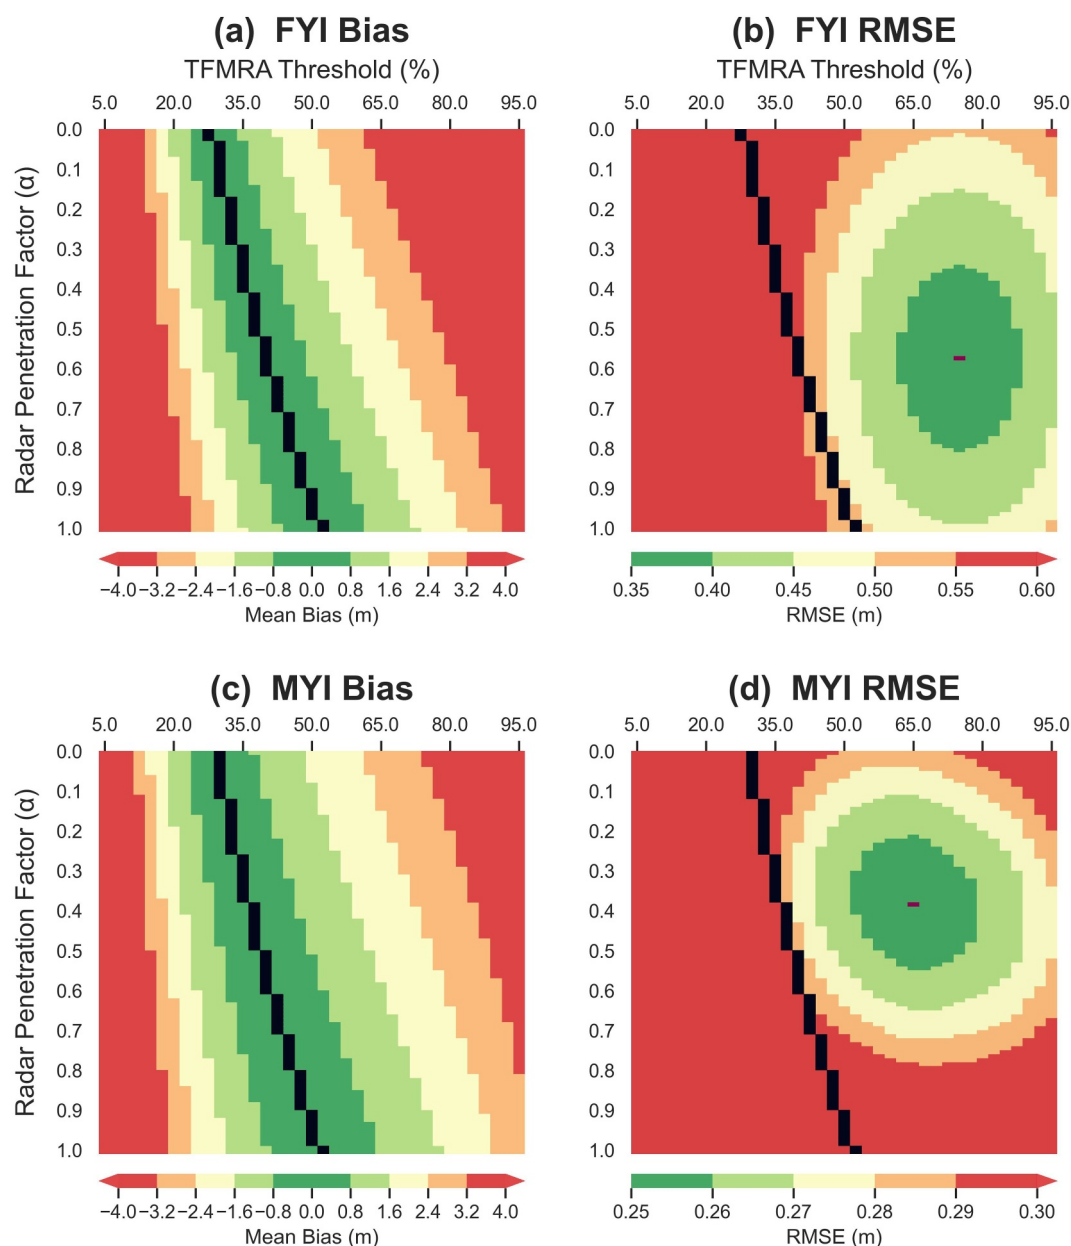 (a) FYI Bias
TFMRA Threshold (%)
5.0 20.0 35.0 50.0 65.0 80.0 95.0
Radar Penetration Factor (α)
0.0
0.1
0.2
0.3
0.4
0.5
0.6
0.7
0.8
0.9
1.0
−4.0 −3.2 −2.4 −1.6 −0.8 0.0 0.8 1.6 2.4 3.2 4.0
Mean Bias (m)
(b) FYI RMSE
TFMRA Threshold (%)
5.0 20.0 35.0 50.0 65.0 80.0 95.0
0.0
0.1
0.2
0.3
0.4
0.5
0.6
0.7
0.8
0.9
1.0
0.35 0.40 0.45 0.50 0.55 0.60
RMSE (m)
(c) MYI Bias
5.0 20.0 35.0 50.0 65.0 80.0 95.0
Radar Penetration Factor (α)
0.0
0.1
0.2
0.3
0.4
0.5
0.6
0.7
0.8
0.9
1.0
−4.0 −3.2 −2.4 −1.6 −0.8 0.0 0.8 1.6 2.4 3.2 4.0
Mean Bias (m)
(d) MYI RMSE
5.0 20.0 35.0 50.0 65.0 80.0 95.0
0.0
0.1
0.2
0.3
0.4
0.5
0.6
0.7
0.8
0.9
1.0
0.25 0.26 0.27 0.28 0.29 0.30
RMSE (m)